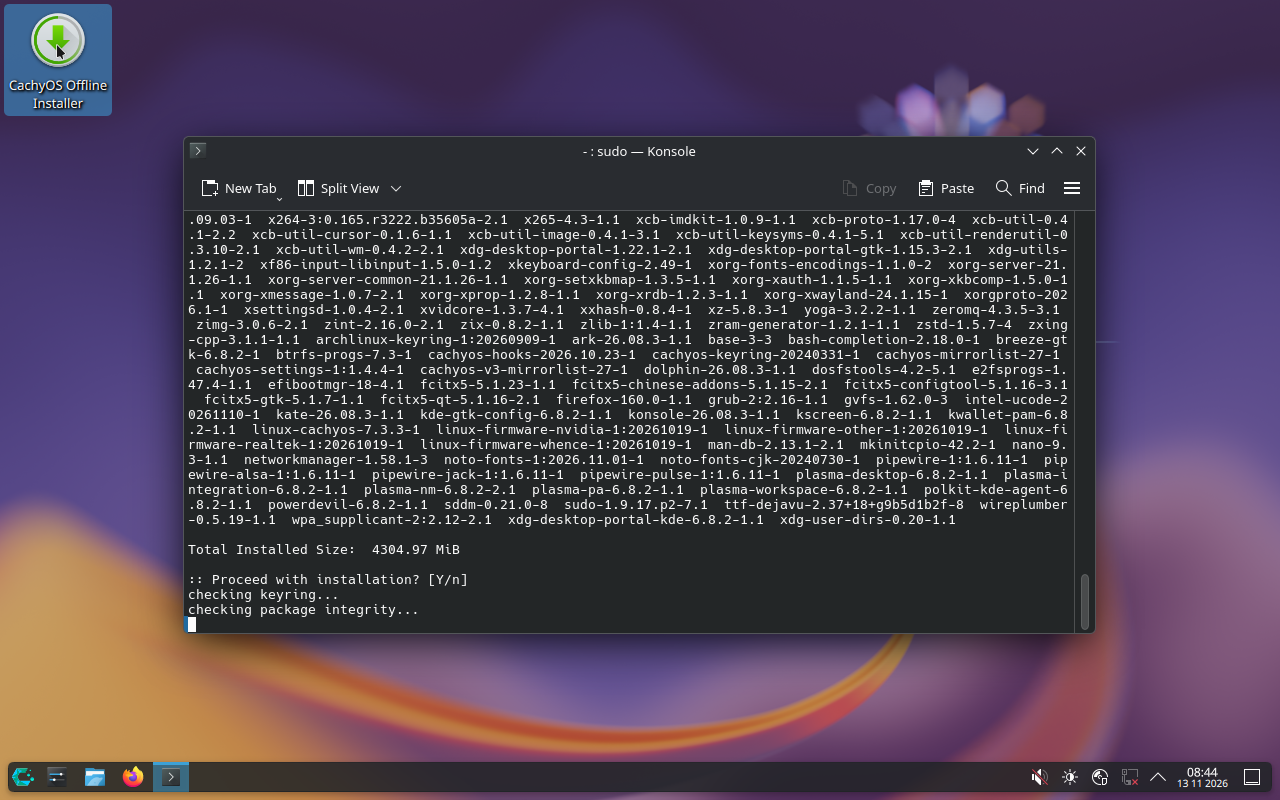 CachyOS Offline
Installer
- : sudo — Konsole
New Tab
Split View
Copy
Paste
Find
.09.03-1  x264-3:0.165.r3222.b35605a-2.1  x265-4.3-1.1  xcb-imdkit-1.0.9-1.1  xcb-proto-1.17.0-4  xcb-util-0.4
.1-2.2  xcb-util-cursor-0.1.6-1.1  xcb-util-image-0.4.1-3.1  xcb-util-keysyms-0.4.1-5.1  xcb-util-renderutil-0
.3.10-2.1  xcb-util-wm-0.4.2-2.1  xdg-desktop-portal-1.22.1-2.1  xdg-desktop-portal-gtk-1.15.3-2.1  xdg-utils-
1.2.1-2  xf86-input-libinput-1.5.0-1.2  xkeyboard-config-2.49-1  xorg-fonts-encodings-1.1.0-2  xorg-server-21.
1.26-1.1  xorg-server-common-21.1.26-1.1  xorg-setxkbmap-1.3.5-1.1  xorg-xauth-1.1.5-1.1  xorg-xkbcomp-1.5.0-1
.1  xorg-xmessage-1.0.7-2.1  xorg-xprop-1.2.8-1.1  xorg-xrdb-1.2.3-1.1  xorg-xwayland-24.1.15-1  xorgproto-202
6.1-1  xsettingsd-1.0.4-2.1  xvidcore-1.3.7-4.1  xxhash-0.8.4-1  xz-5.8.3-1  yoga-3.2.2-1.1  zeromq-4.3.5-3.1
zimg-3.0.6-2.1  zint-2.16.0-2.1  zix-0.8.2-1.1  zlib-1:1.4-1.1  zram-generator-1.2.1-1.1  zstd-1.5.7-4  zxing
-cpp-3.1.1-1.1  archlinux-keyring-1:20260909-1  ark-26.08.3-1.1  base-3-3  bash-completion-2.18.0-1  breeze-gt
k-6.8.2-1  btrfs-progs-7.3-1  cachyos-hooks-2026.10.23-1  cachyos-keyring-20240331-1  cachyos-mirrorlist-27-1
cachyos-settings-1:1.4.4-1  cachyos-v3-mirrorlist-27-1  dolphin-26.08.3-1.1  dosfstools-4.2-5.1  e2fsprogs-1.
47.4-1.1  efibootmgr-18-4.1  fcitx5-5.1.23-1.1  fcitx5-chinese-addons-5.1.15-2.1  fcitx5-configtool-5.1.16-3.1
fcitx5-gtk-5.1.7-1.1  fcitx5-qt-5.1.16-2.1  firefox-160.0-1.1  grub-2:2.16-1.1  gvfs-1.62.0-3  intel-ucode-2
0261110-1  kate-26.08.3-1.1  kde-gtk-config-6.8.2-1.1  konsole-26.08.3-1.1  kscreen-6.8.2-1.1  kwallet-pam-6.8
.2-1.1  linux-cachyos-7.3.3-1  linux-firmware-nvidia-1:20261019-1  linux-firmware-other-1:20261019-1  linux-fi
rmware-realtek-1:20261019-1  linux-firmware-whence-1:20261019-1  man-db-2.13.1-2.1  mkinitcpio-42.2-1  nano-9.
3-1.1  networkmanager-1.58.1-3  noto-fonts-1:2026.11.01-1  noto-fonts-cjk-20240730-1  pipewire-1:1.6.11-1  pip
ewire-alsa-1:1.6.11-1  pipewire-jack-1:1.6.11-1  pipewire-pulse-1:1.6.11-1  plasma-desktop-6.8.2-1.1  plasma-i
ntegration-6.8.2-1.1  plasma-nm-6.8.2-2.1  plasma-pa-6.8.2-1.1  plasma-workspace-6.8.2-1.1  polkit-kde-agent-6
.8.2-1.1  powerdevil-6.8.2-1.1  sddm-0.21.0-8  sudo-1.9.17.p2-7.1  ttf-dejavu-2.37+18+g9b5d1b2f-8  wireplumber
-0.5.19-1.1  wpa_supplicant-2:2.12-2.1  xdg-desktop-portal-kde-6.8.2-1.1  xdg-user-dirs-0.20-1.1
Total Installed Size:  4304.97 MiB
:: Proceed with installation? [Y/n]
checking keyring...
checking package integrity...
08:44
13 11 2026